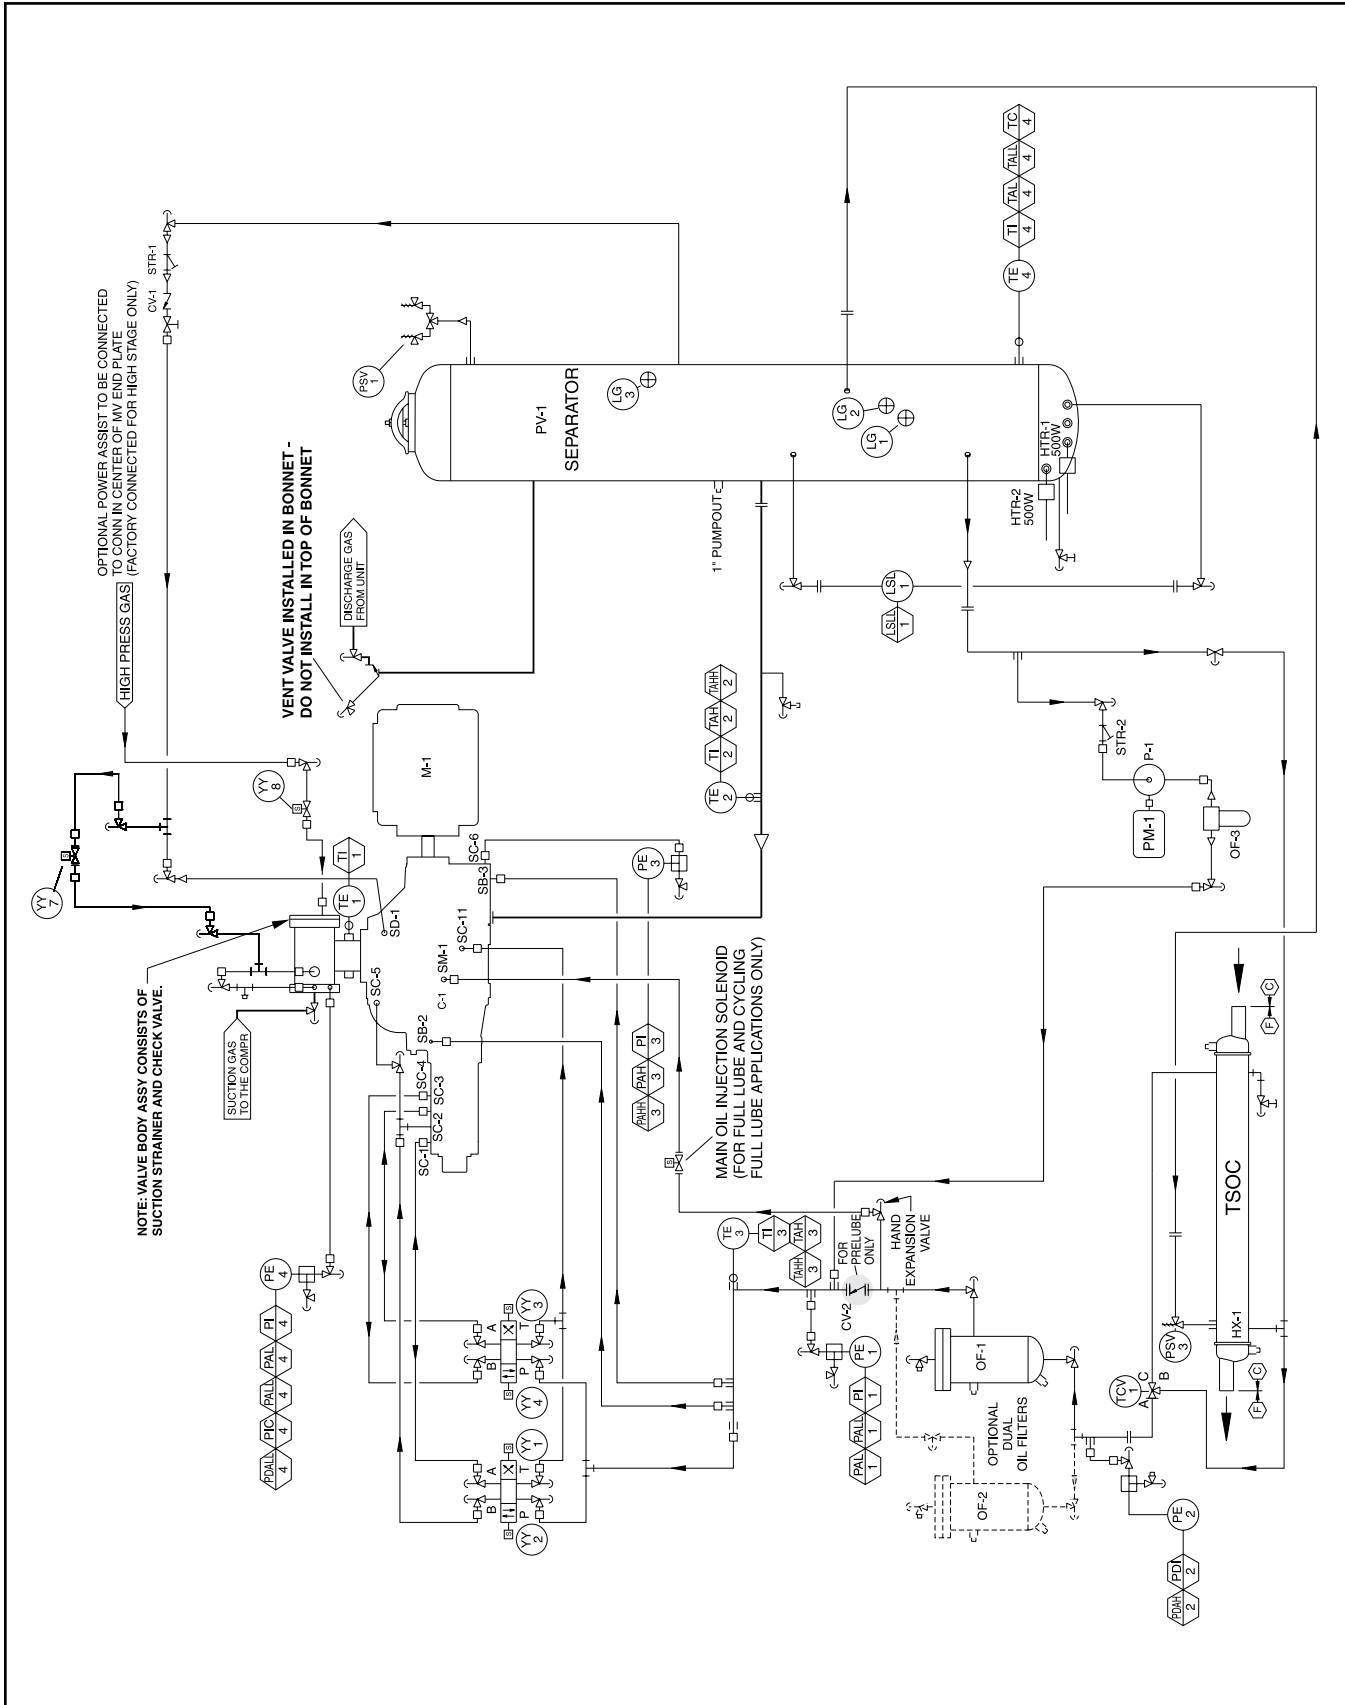 OPTIONAL POWER ASSIST TO BE CONNECTED
TO CONN IN CENTER OF MV END PLATE
(FACTORY CONNECTED FOR HIGH STAGE ONLY)
HIGH PRESS GAS
CV-1
STR-1
YY
7
YY
8
NOTE: VALVE BODY ASSY CONSISTS OF
SUCTION STRAINER AND CHECK VALVE.
SUCTION GAS
TO THE COMPR
VENT VALVE INSTALLED IN BONNET -
DO NOT INSTALL IN TOP OF BONNET
DISCHARGE GAS
FROM UNIT
PSV
1
PV-1
SEPARATOR
LG
3
LG
2
LG
1
TE
4
TI
4
TAL
4
TALL
4
TC
4
HTR-1
500W
HTR-2
500W
1" PUMPOUT
LSL
1
LSLL
1
M-1
TE
1
TI
1
TE
2
TI
2
TAH
2
TAHH
2
SC-6
SB-3
SD-1
SC-11
SM-1
C-1
SC-5
SB-2
SC-4
SC-3
SC-2
SC-1
PE
3
PI
3
PAH
3
PAHH
3
PE
4
PI
4
PAL
4
PALL
4
PIC
4
PDALL
4
MAIN OIL INJECTION SOLENOID
(FOR FULL LUBE AND CYCLING
FULL LUBE APPLICATIONS ONLY)
STR-2
P-1
PM-1
OF-3
YY
3
YY
4
A
B
T
P
YY
1
YY
2
A
B
T
P
S
S
S
S
S
S
S
TE
3
TI
3
TAH
3
TAHH
3
FOR
PRELUBE
ONLY
HAND
EXPANSION
VALVE
CV-2
PE
1
PI
1
PALL
1
PAL
1
OF-1
OPTIONAL
DUAL
OIL FILTERS
OF-2
PE
2
PDI
2
PDAH
2
TCV
1
A
C
B
PSV
3
HX-1
TSOC
C
F
C
F